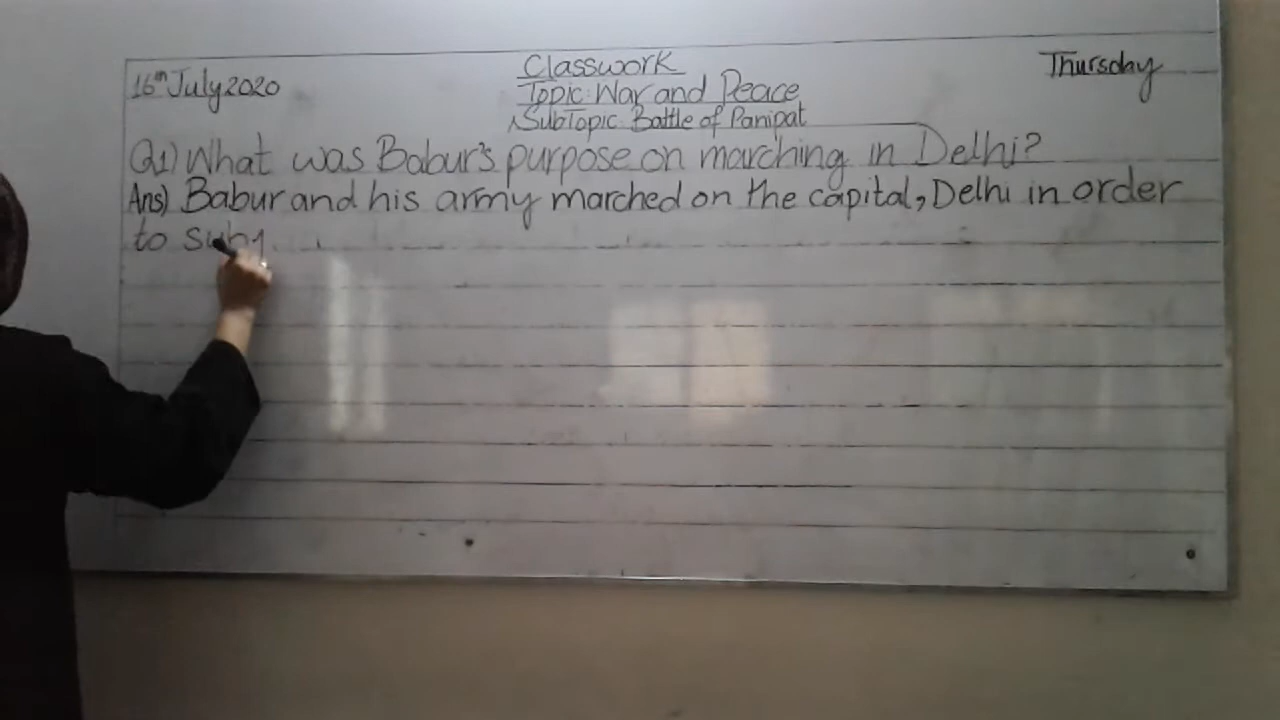 Classwork
16th July 2020
Thursday
Topic: War and Peace
SubTopic: Battle of Panipat
Q1) What was Babur's purpose on marching in Delhi?
Ans) Babur and his army marched on the capital, Delhi in order
to